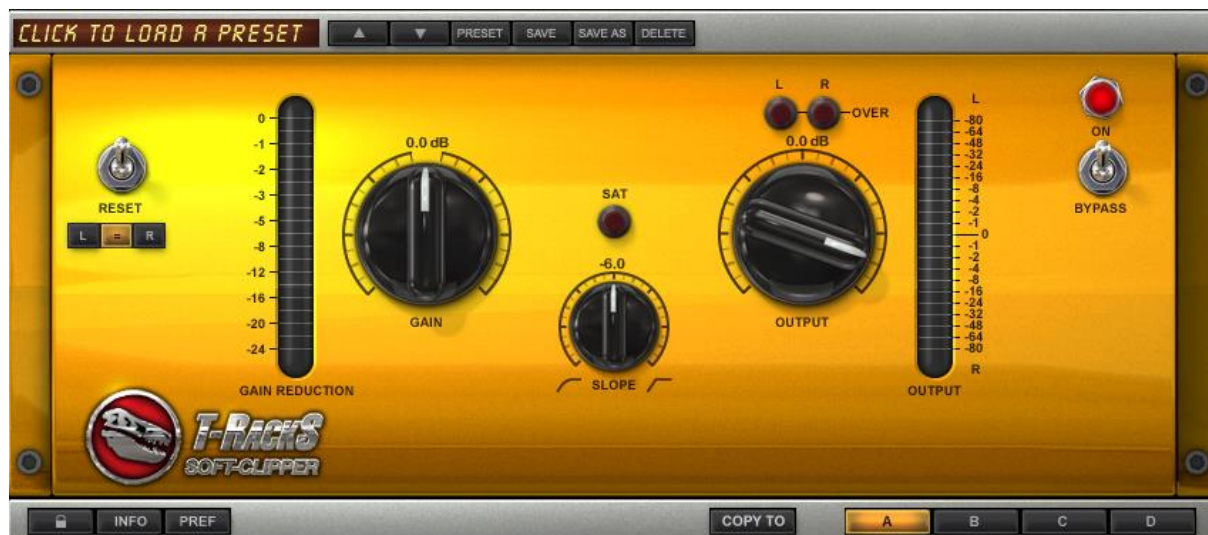 CLICK TO LOAD A PRESET
PRESET SAVE SAVE AS DELETE
L R
OVER
0.0 dB
0.0 dB
ON
BYPASS
RESET
L = R
0
-1
-2
-3
-5
-8
-12
-16
-20
-24
GAIN REDUCTION
GAIN
SAT
-6.0
SLOPE
OUTPUT
L
-80
-64
-48
-32
-24
-16
-8
-4
-2
-1
0
-1
-2
-4
-8
-16
-24
-32
-48
-64
-80
R
OUTPUT
T-RackS
SOFT-CLIPPER
INFO PREF
COPY TO A B C D